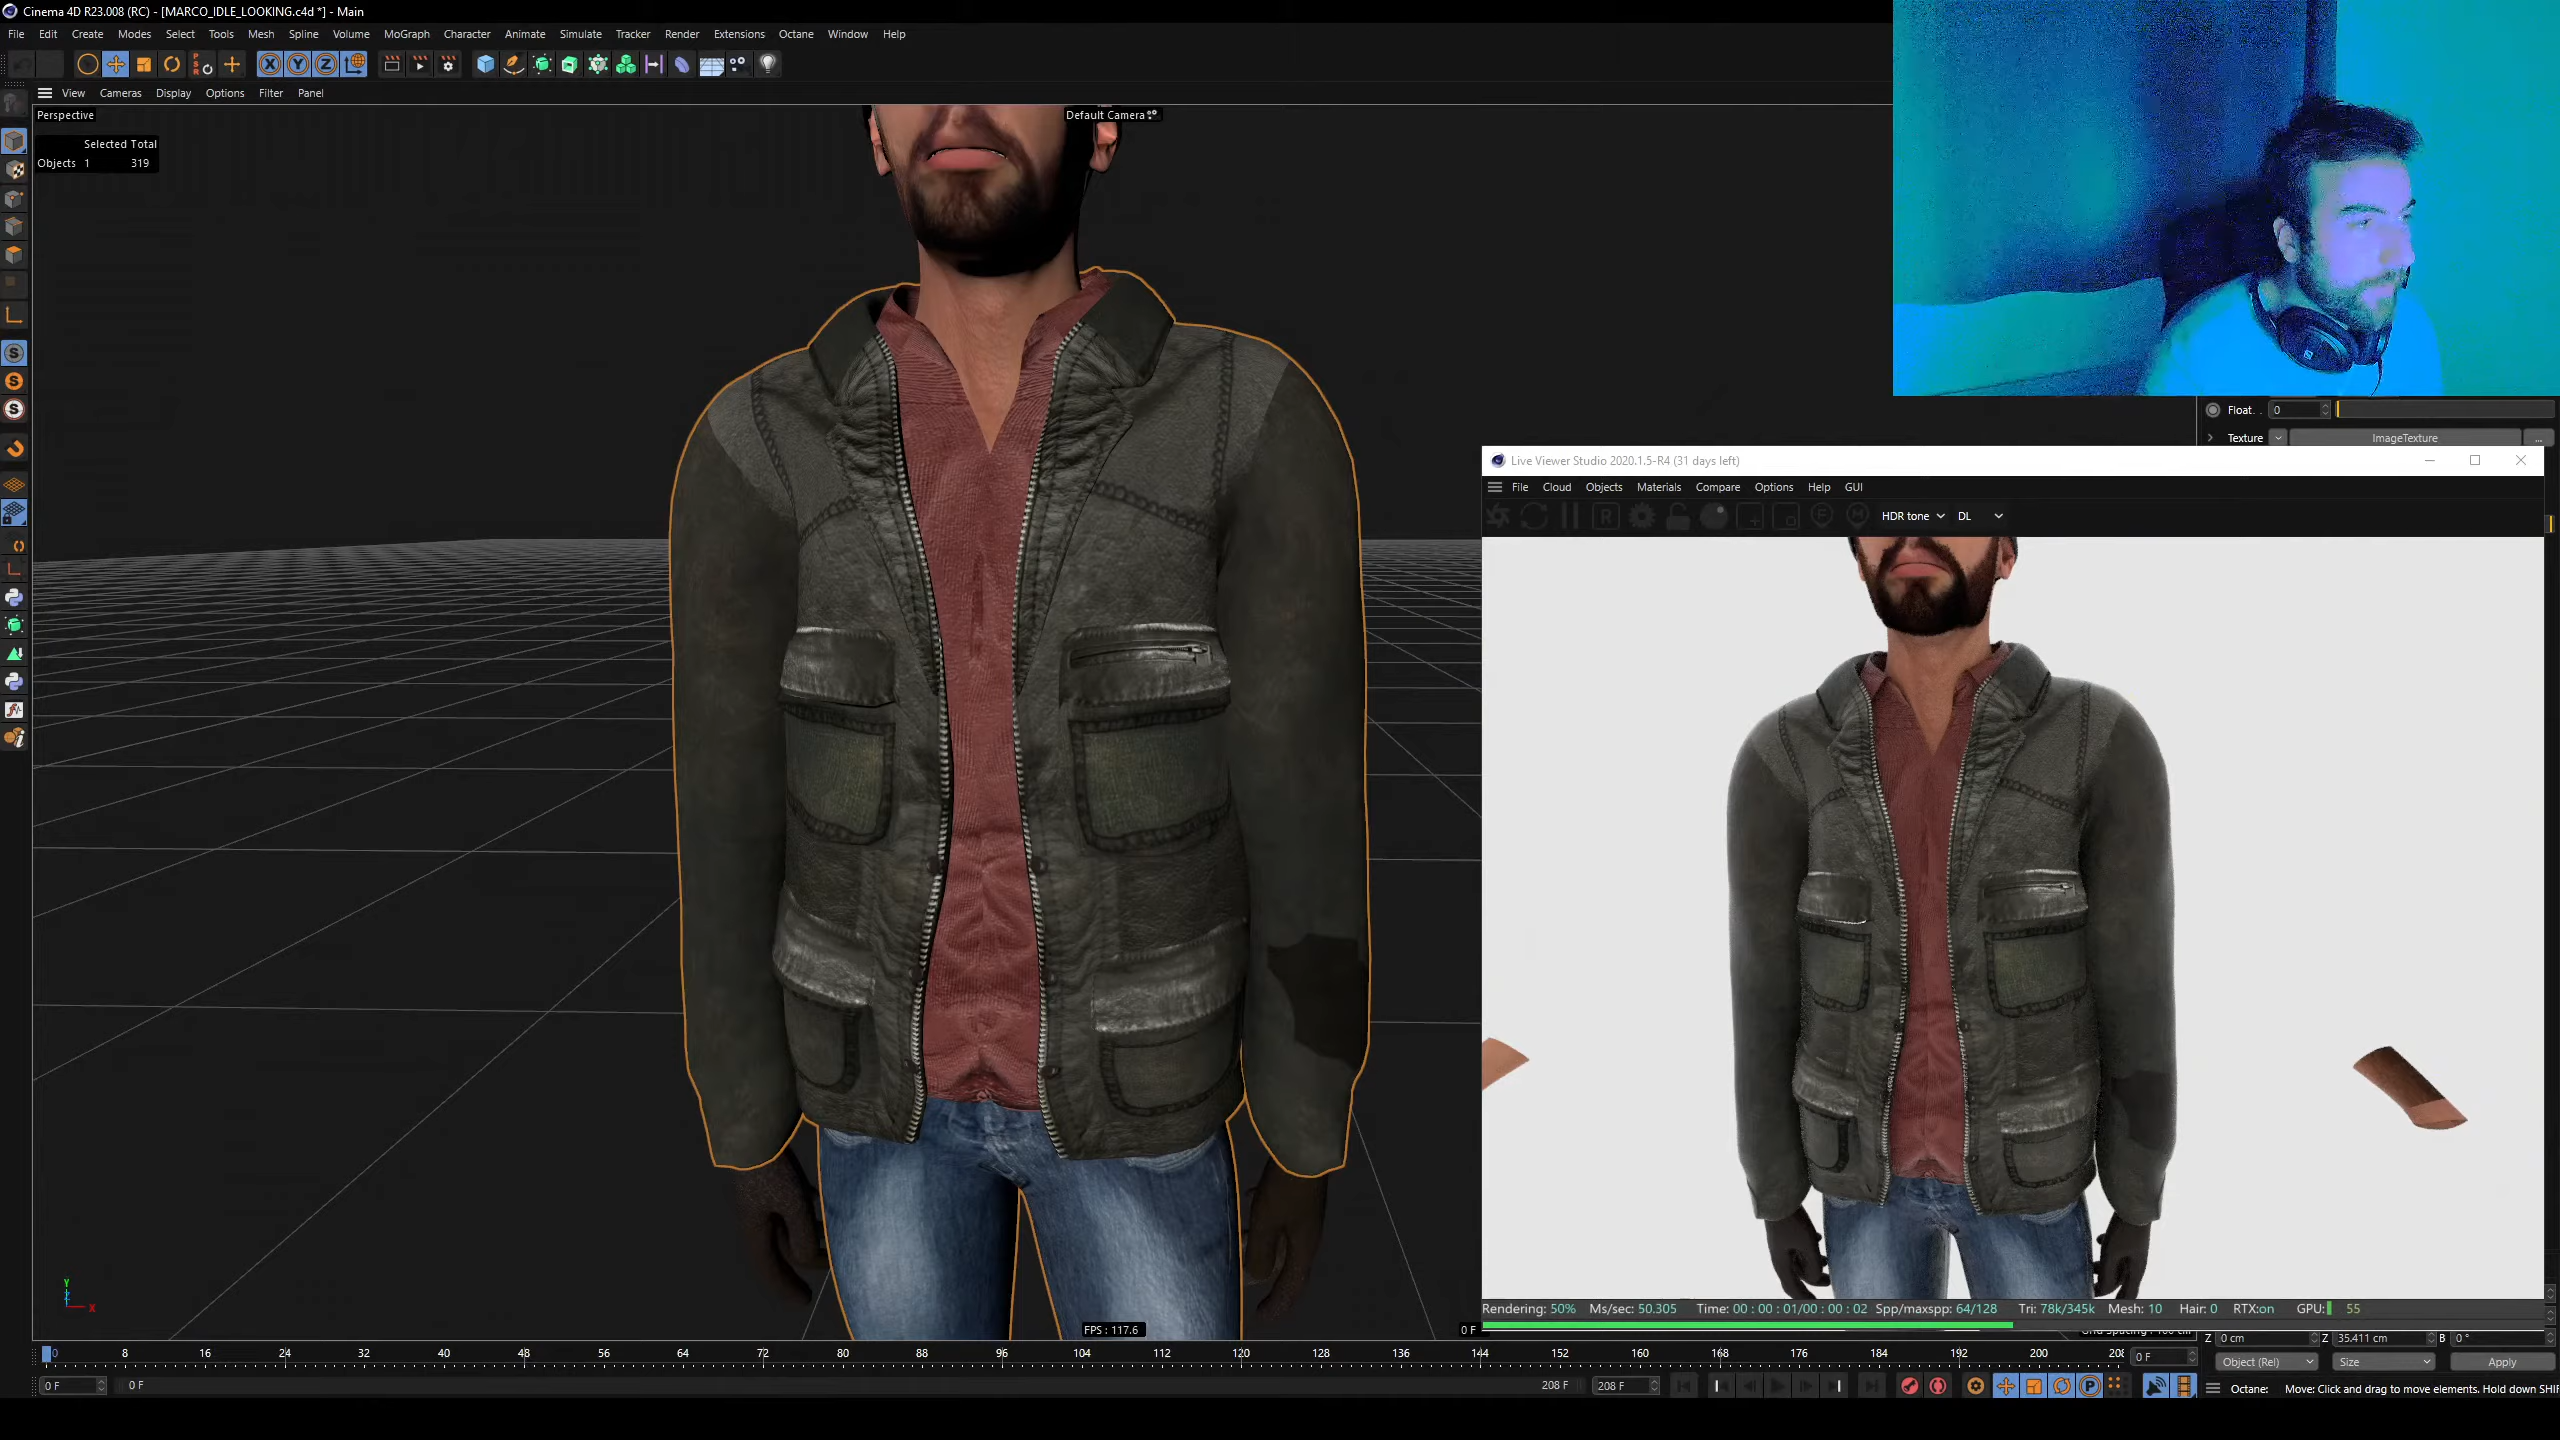 Cinema 4D R23.008 (RC) - [MARCO_IDLE_LOOKING.c4d *] - Main
File Edit Create Modes Select Tools Mesh Spline Volume MoGraph Character Animate Simulate Tracker Render Extensions Octane Window Help
X Y Z
View Cameras Display Options Filter Panel
Perspective
Default Camera
Selected Total
Objects 1 319
Float. . 0
Texture ImageTexture ...
Live Viewer Studio 2020.1.5-R4 (31 days left)
File Cloud Objects Materials Compare Options Help GUI
HDR tone DL
Rendering: 50% Ms/sec: 50.305 Time: 00 : 00 : 01/00 : 00 : 02 Spp/maxspp: 64/128 Tri: 78k/345k Mesh: 10 Hair: 0 RTX:on GPU: 55
Y
Z
X
FPS : 117.6
0 F
Z 0 cm Z 35.411 cm B 0 °
0 8 16 24 32 40 48 56 64 72 80 88 96 104 112 120 128 136 144 152 160 168 176 184 192 200 208 0 F
Object (Rel) Size Apply
0 F 0 F 208 F 208 F
Octane: Move: Click and drag to move elements. Hold down SHIF